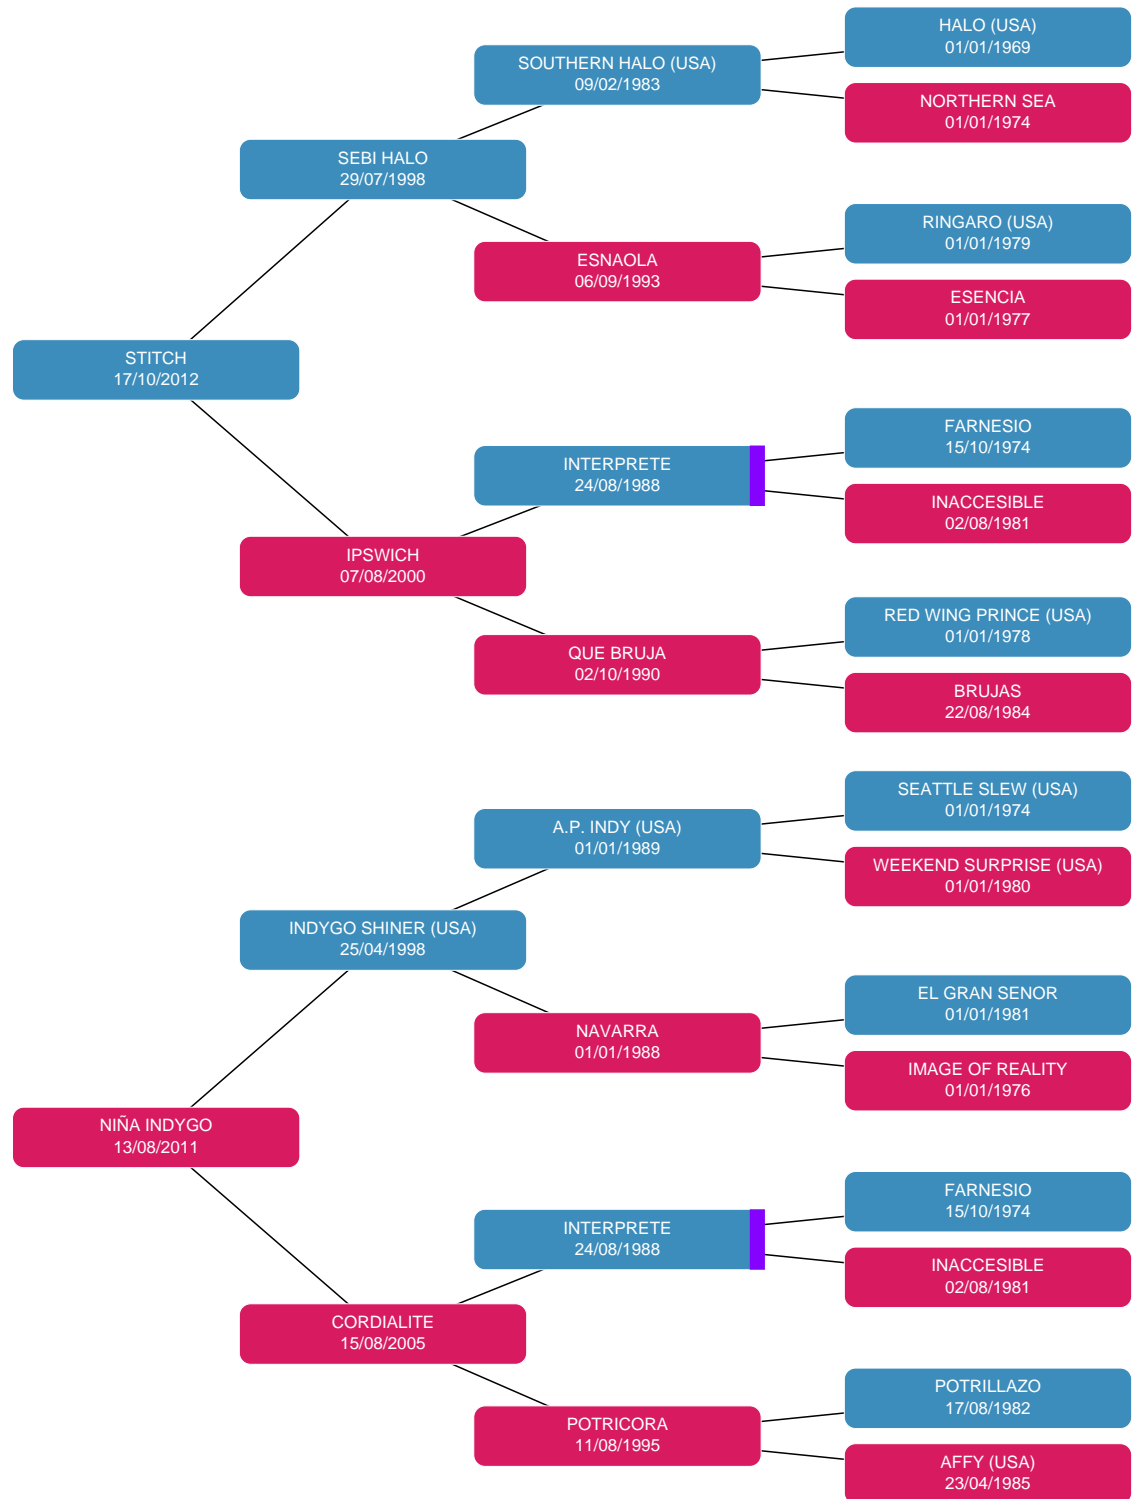 HALO (USA)
01/01/1969
SOUTHERN HALO (USA)
09/02/1983
NORTHERN SEA
01/01/1974
SEBI HALO
29/07/1998
RINGARO (USA)
01/01/1979
ESNAOLA
06/09/1993
ESENCIA
01/01/1977
STITCH
17/10/2012
FARNESIO
15/10/1974
INTERPRETE
24/08/1988
INACCESIBLE
02/08/1981
IPSWICH
07/08/2000
RED WING PRINCE (USA)
01/01/1978
QUE BRUJA
02/10/1990
BRUJAS
22/08/1984
SEATTLE SLEW (USA)
01/01/1974
A.P. INDY (USA)
01/01/1989
WEEKEND SURPRISE (USA)
01/01/1980
INDYGO SHINER (USA)
25/04/1998
EL GRAN SENOR
01/01/1981
NAVARRA
01/01/1988
IMAGE OF REALITY
01/01/1976
NIÑA INDYGO
13/08/2011
FARNESIO
15/10/1974
INTERPRETE
24/08/1988
INACCESIBLE
02/08/1981
CORDIALITE
15/08/2005
POTRILLAZO
17/08/1982
POTRICORA
11/08/1995
AFFY (USA)
23/04/1985